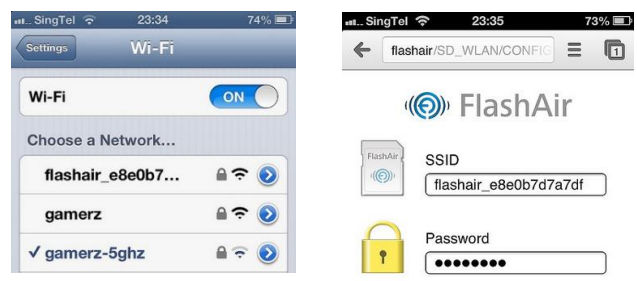 SingTel 23:34 74%
Settings Wi-Fi
Wi-Fi ON
Choose a Network...
flashair_e8e0b7...
gamerz
✓ gamerz-5ghz
SingTel 23:35 73%
flashair/SD_WLAN/CONFIG 1
FlashAir
FlashAir
SSID
flashair_e8e0b7d7a7df
Password
●●●●●●●●